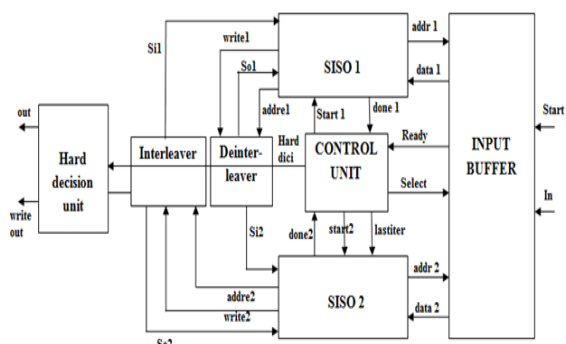 Si1
write1
So1
addre1
SISO 1
addr 1
data 1
Start 1
done 1
Start
out
Hard
decision
unit
write
out
Interleaver
Deinter-
leaver
Hard
dici
CONTROL
UNIT
Ready
Select
INPUT
BUFFER
In
Si2
done2
start2
lastiter
addre2
write2
SISO 2
addr 2
data 2